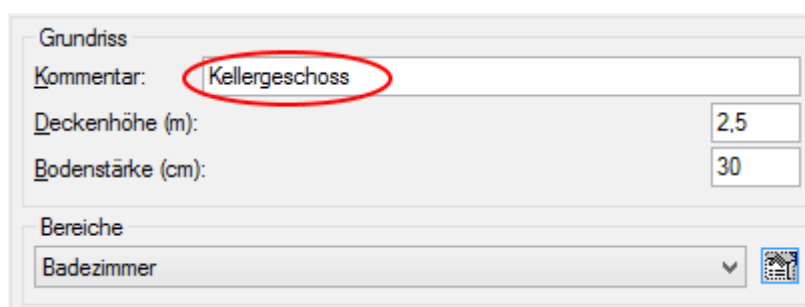 Grundriss
Kommentar: Kellergeschoss
Deckenhöhe (m): 2,5
Bodenstärke (cm): 30
Bereiche
Badezimmer